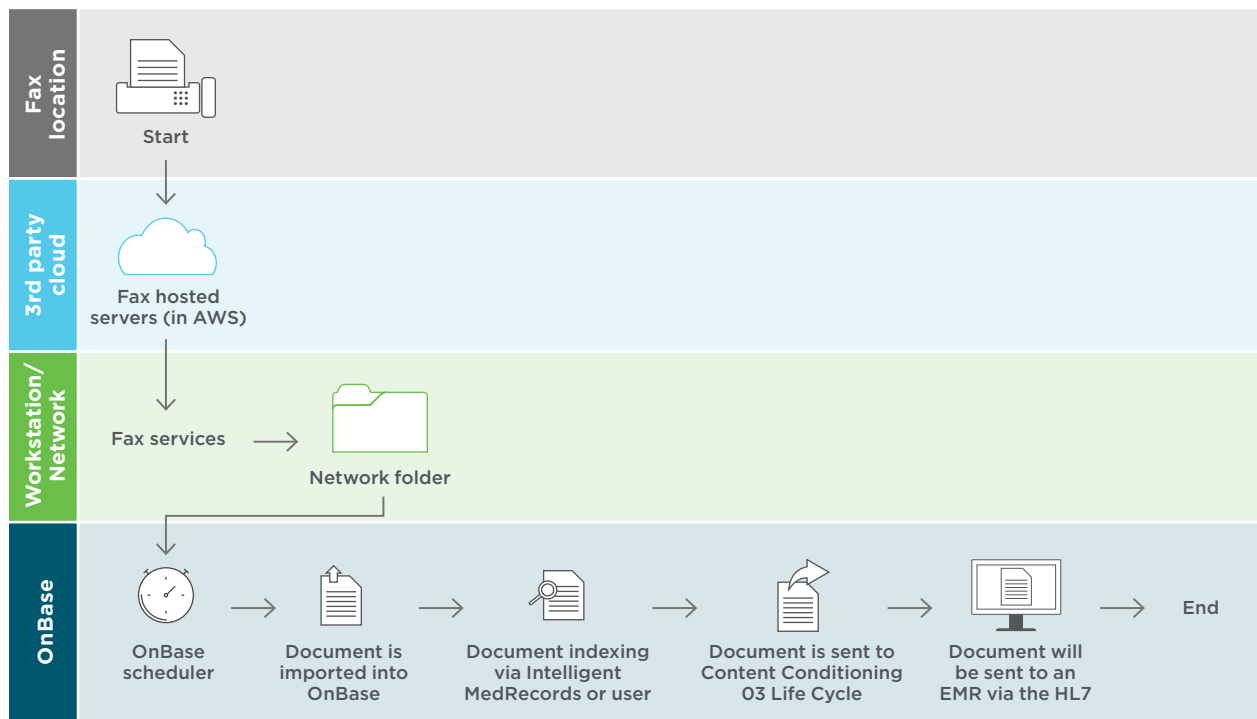 Fax
location
Start
3rd party
cloud
Fax hosted
servers (in AWS)
Workstation/
Network
Fax services
Network folder
OnBase
OnBase
scheduler
Document is
imported into
OnBase
Document indexing
via Intelligent
MedRecords or user
Document is sent to
Content Conditioning
03 Life Cycle
Document will
be sent to an
EMR via the HL7
End